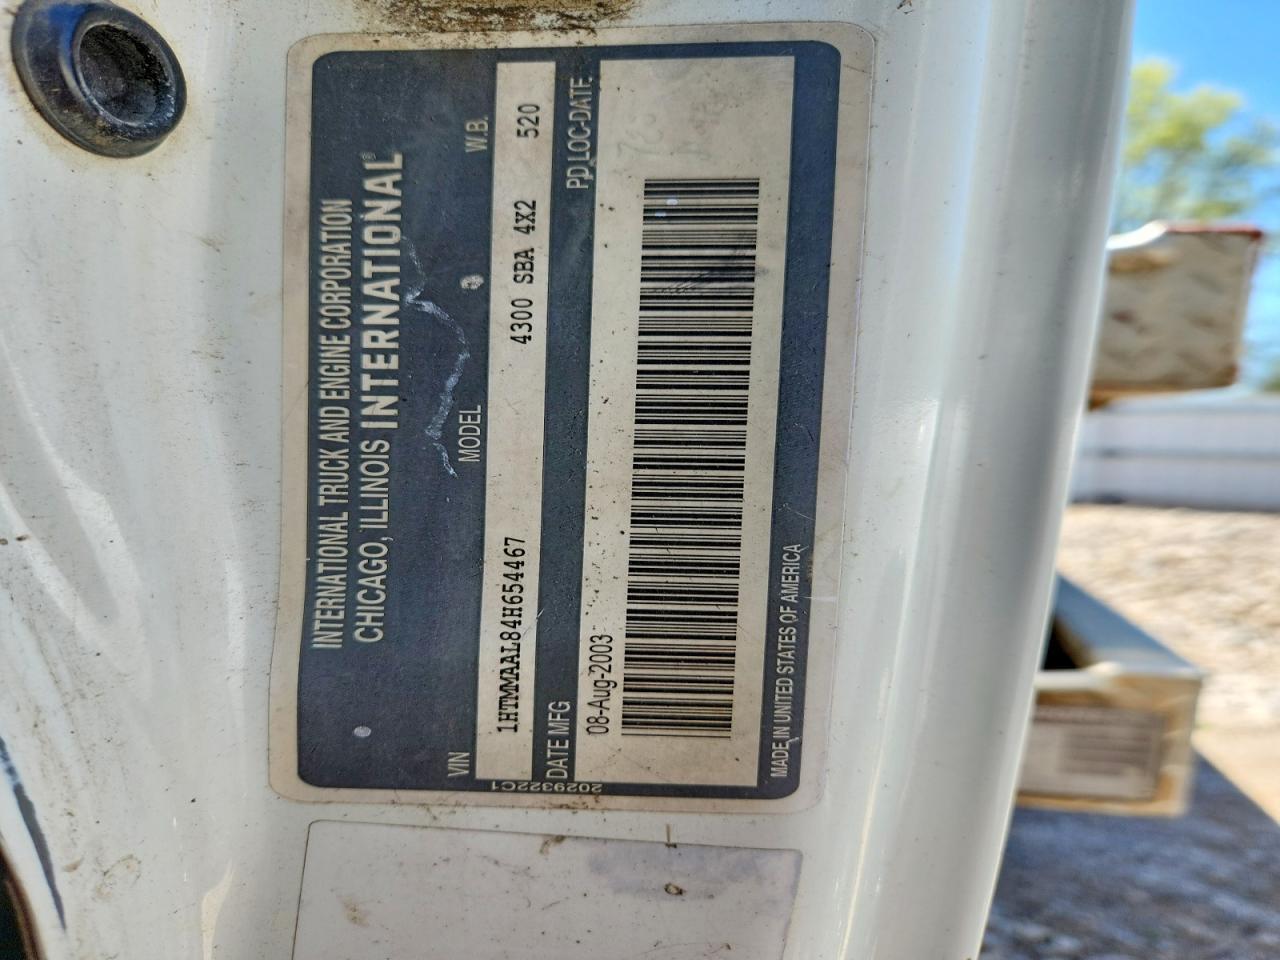 INTERNATIONAL TRUCK AND ENGINE CORPORATION
CHICAGO, ILLINOIS INTERNATIONAL®
VIN MODEL W.B.
1HTMMAAL84H654467 4300 SBA 4X2 520
2029322C1
DATE MFG PD LOC-DATE
08-Aug-2003
MADE IN UNITED STATES OF AMERICA